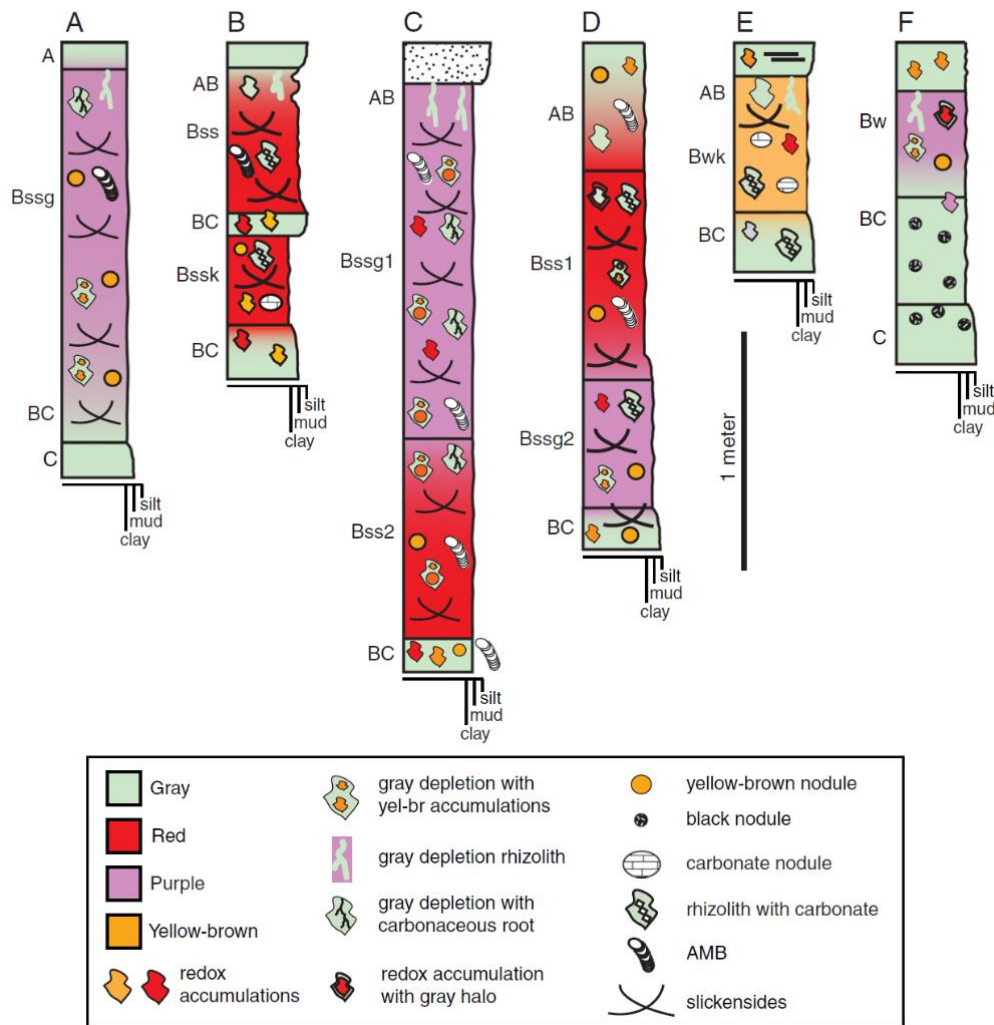 A
A
Bssg
BC
C
silt
mud
clay
B
AB
Bss
BC
Bssk
BC
silt
mud
clay
C
AB
Bssg1
Bss2
BC
silt
mud
clay
D
AB
Bss1
Bssg2
BC
silt
mud
clay
E
AB
Bwk
BC
silt
mud
clay
1 meter
F
Bw
BC
C
silt
mud
clay
Gray
Red
Purple
Yellow-brown
redox
accumulations
gray depletion with
yel-br accumulations
gray depletion rhizolith
gray depletion with
carbonaceous root
redox accumulation
with gray halo
yellow-brown nodule
black nodule
carbonate nodule
rhizolith with carbonate
AMB
slickensides